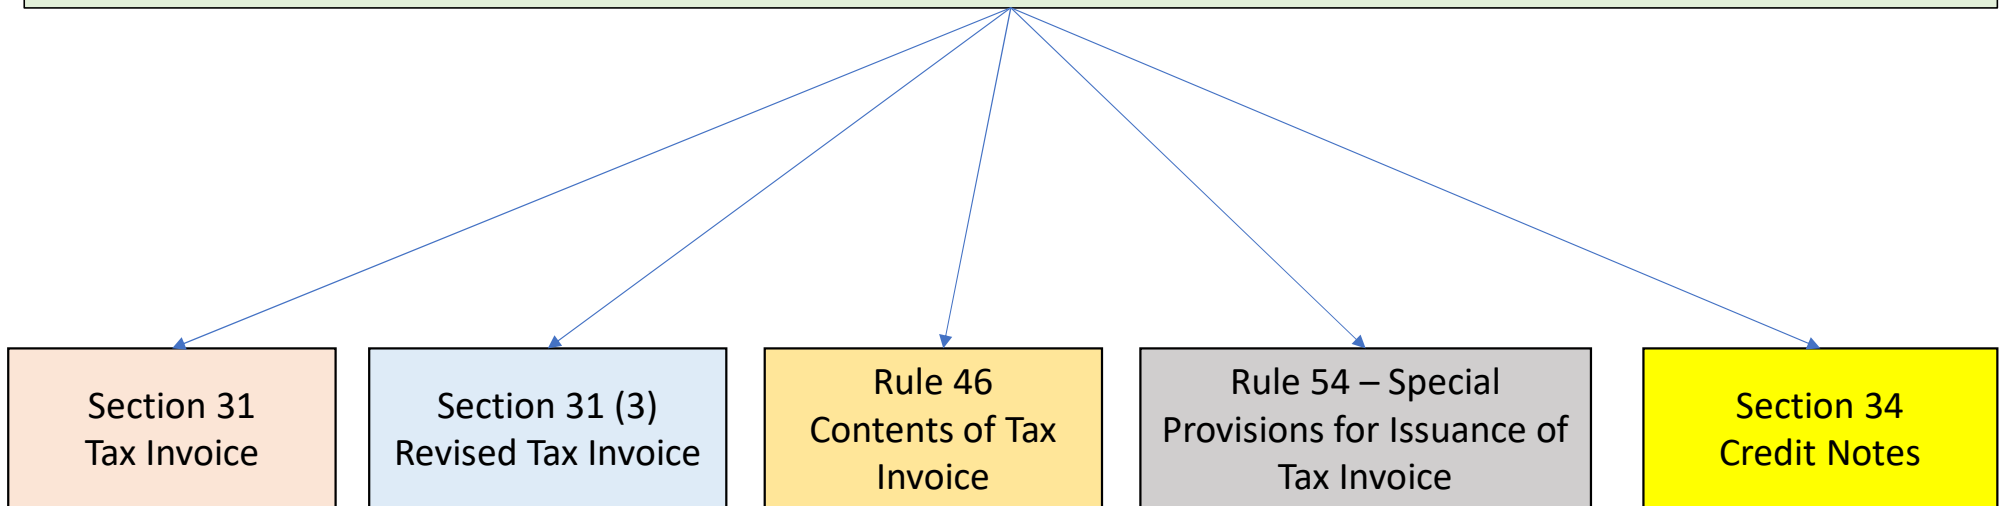 Section 31
Tax Invoice
Section 31 (3)
Revised Tax Invoice
Rule 46
Contents of Tax
Invoice
Rule 54 – Special
Provisions for Issuance of
Tax Invoice
Section 34
Credit Notes